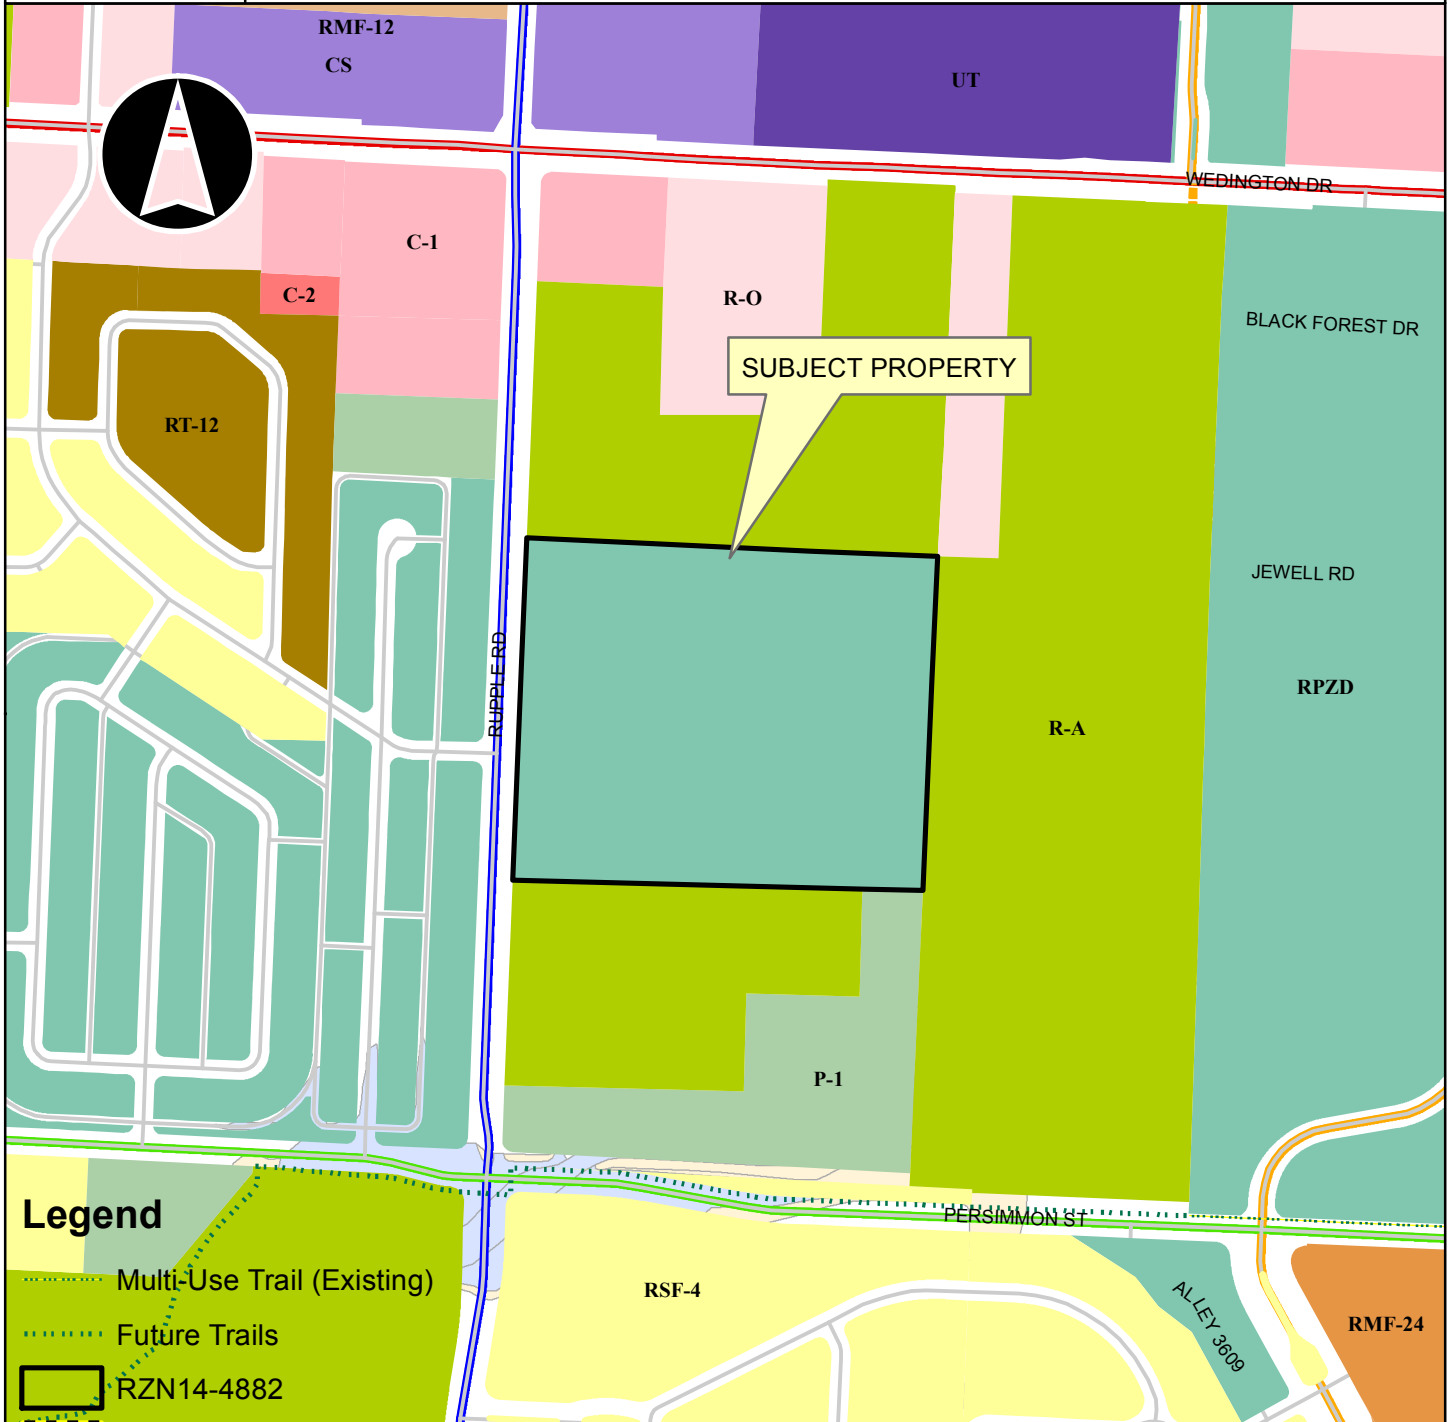 RMF-12
CS
UT
WEDINGTON DR
C-1
C-2
R-O
BLACK FOREST DR
SUBJECT PROPERTY
RT-12
JEWELL RD
RUPPLE RD
RPZD
R-A
P-1
PERSIMMON ST
Legend
Multi-Use Trail (Existing)
RSF-4
ALLEY 3609
RMF-24
Future Trails
RZN14-4882